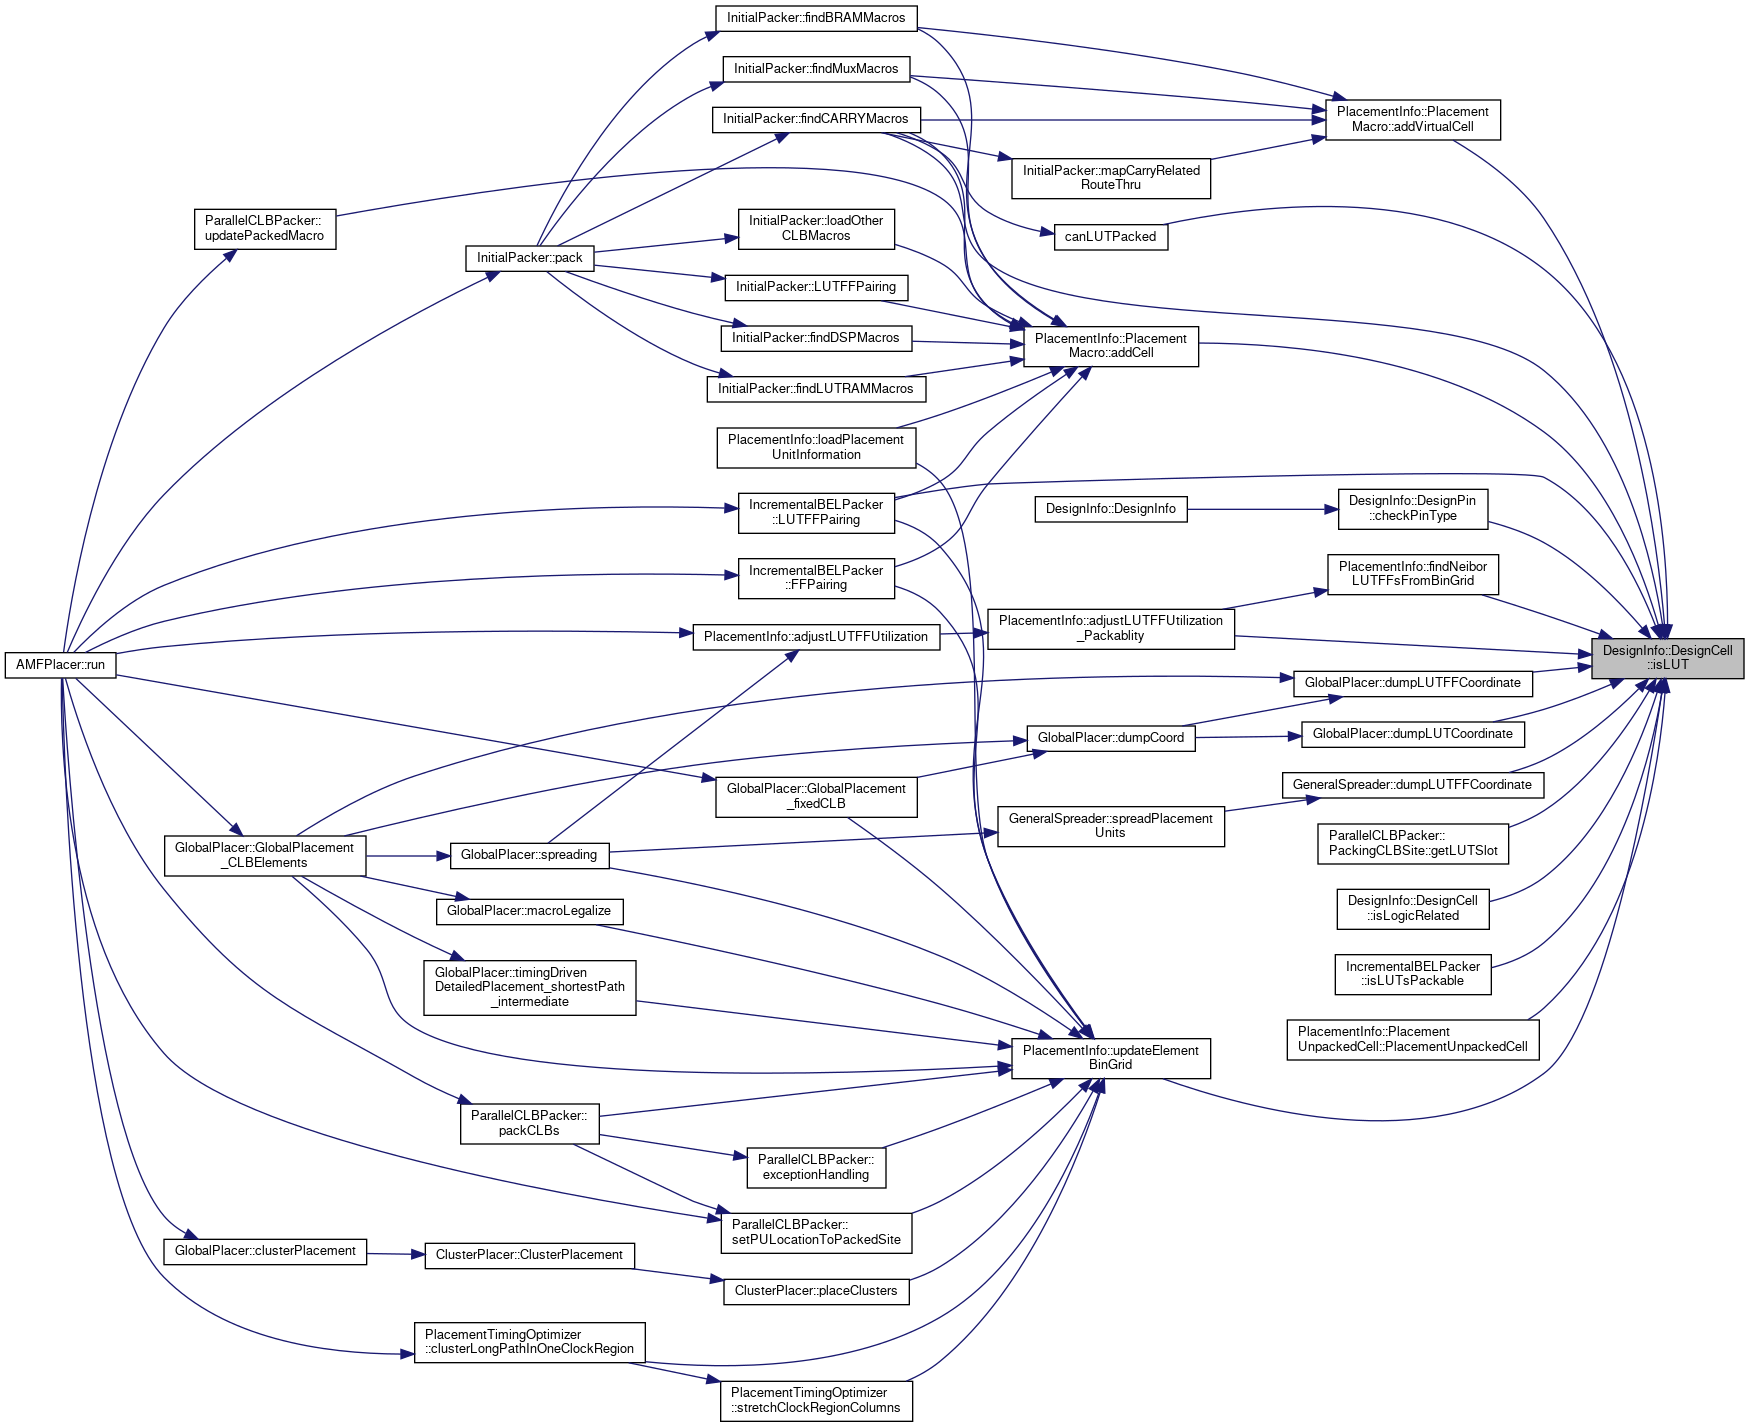 InitialPacker::findBRAMMacros
InitialPacker::findMuxMacros
InitialPacker::findCARRYMacros
PlacementInfo::Placement
Macro::addVirtualCell
InitialPacker::mapCarryRelated
RouteThru
ParallelCLBPacker::
updatePackedMacro
InitialPacker::loadOther
CLBMacros
canLUTPacked
InitialPacker::pack
InitialPacker::LUTFFPairing
InitialPacker::findDSPMacros
PlacementInfo::Placement
Macro::addCell
InitialPacker::findLUTRAMMacros
PlacementInfo::loadPlacement
UnitInformation
IncrementalBELPacker
::LUTFFPairing
DesignInfo::DesignInfo
DesignInfo::DesignPin
::checkPinType
IncrementalBELPacker
::FFPairing
PlacementInfo::findNeibor
LUTFFsFromBinGrid
PlacementInfo::adjustLUTFFUtilization
PlacementInfo::adjustLUTFFUtilization
_Packablity
AMFPlacer::run
DesignInfo::DesignCell
::isLUT
GlobalPlacer::dumpLUTFFCoordinate
GlobalPlacer::dumpCoord
GlobalPlacer::dumpLUTCoordinate
GlobalPlacer::GlobalPlacement
_fixedCLB
GeneralSpreader::dumpLUTFFCoordinate
GeneralSpreader::spreadPlacement
Units
GlobalPlacer::GlobalPlacement
_CLBElements
GlobalPlacer::spreading
ParallelCLBPacker::
PackingCLBSite::getLUTSlot
GlobalPlacer::macroLegalize
DesignInfo::DesignCell
::isLogicRelated
GlobalPlacer::timingDriven
DetailedPlacement_shortestPath
_intermediate
IncrementalBELPacker
::isLUTsPackable
PlacementInfo::updateElement
BinGrid
PlacementInfo::Placement
UnpackedCell::PlacementUnpackedCell
ParallelCLBPacker::
packCLBs
ParallelCLBPacker::
exceptionHandling
ParallelCLBPacker::
setPULocationToPackedSite
GlobalPlacer::clusterPlacement
ClusterPlacer::ClusterPlacement
ClusterPlacer::placeClusters
PlacementTimingOptimizer
::clusterLongPathInOneClockRegion
PlacementTimingOptimizer
::stretchClockRegionColumns